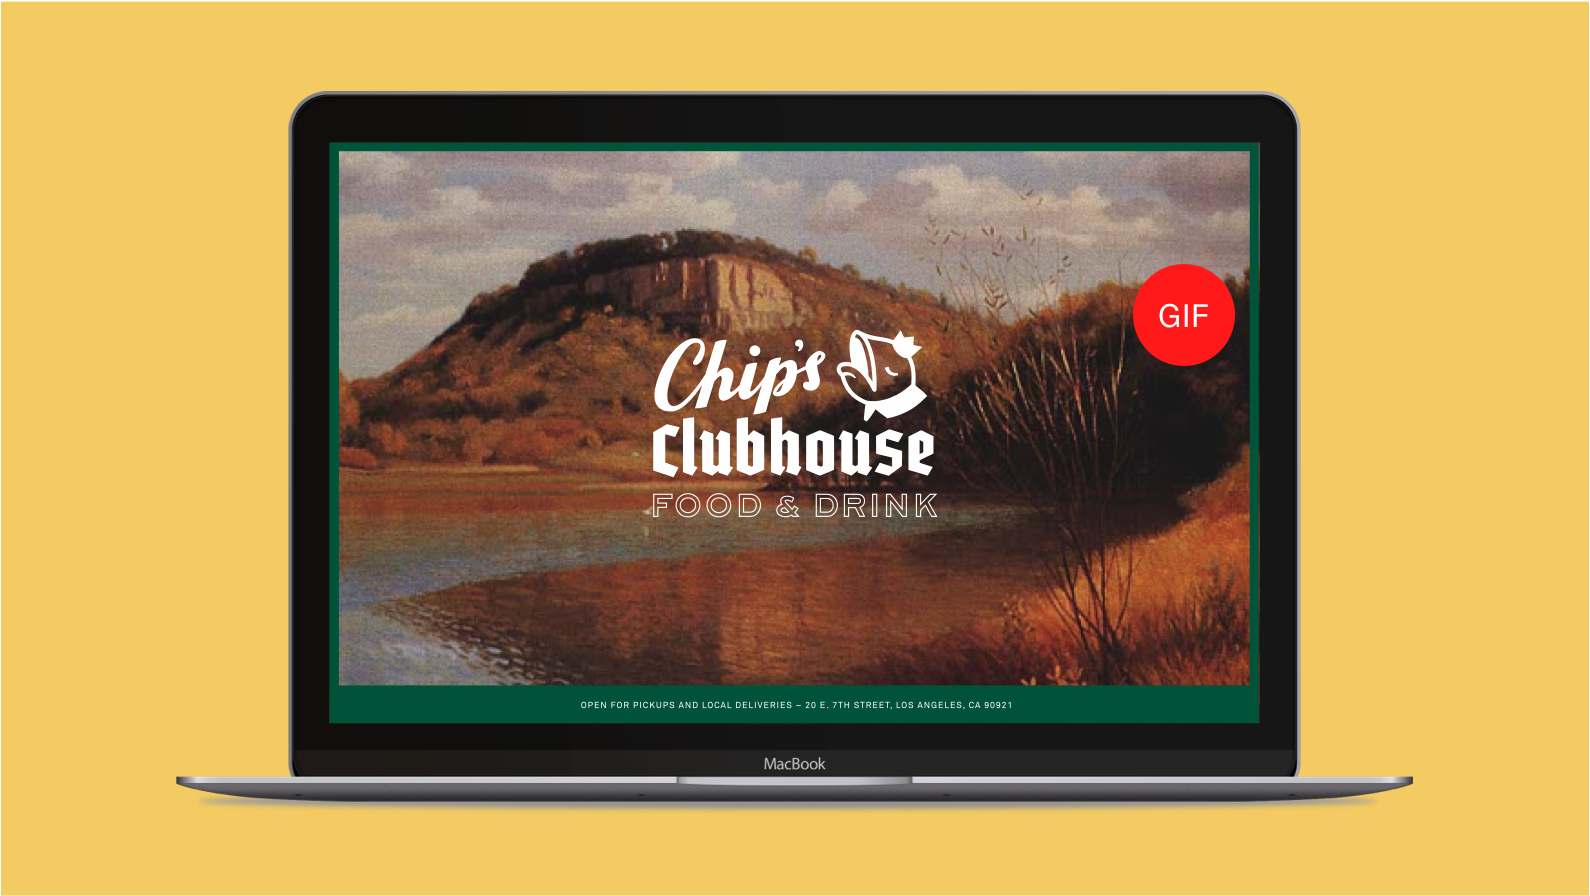 GIF
Chip's
Clubhouse
FOOD & DRINK
OPEN FOR PICKUPS AND LOCAL DELIVERIES – 20 E. 7TH STREET, LOS ANGELES, CA 90921
MacBook